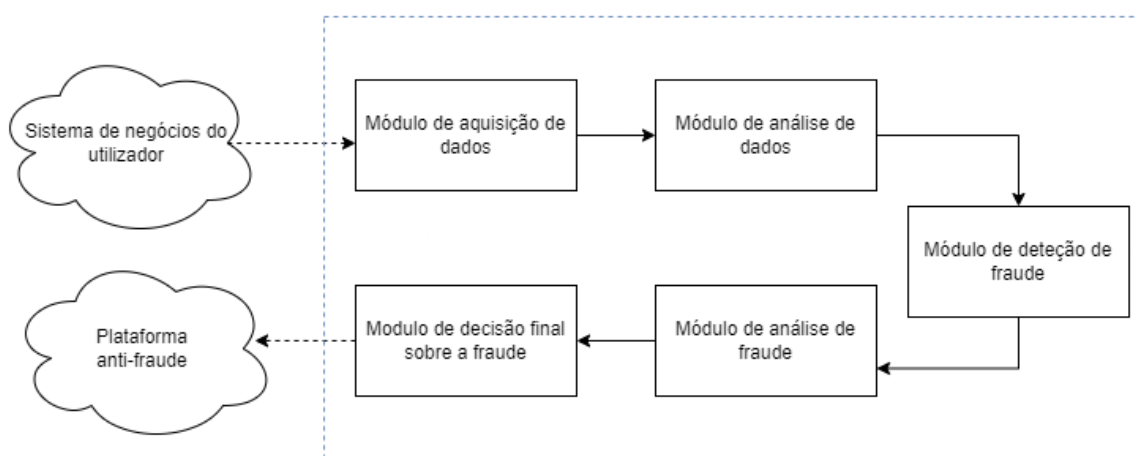 Sistema de negócios do
utilizador
Módulo de aquisição de
dados
Módulo de análise de
dados
Módulo de deteção de
fraude
Módulo de análise de
fraude
Modulo de decisão final
sobre a fraude
Plataforma
anti-fraude